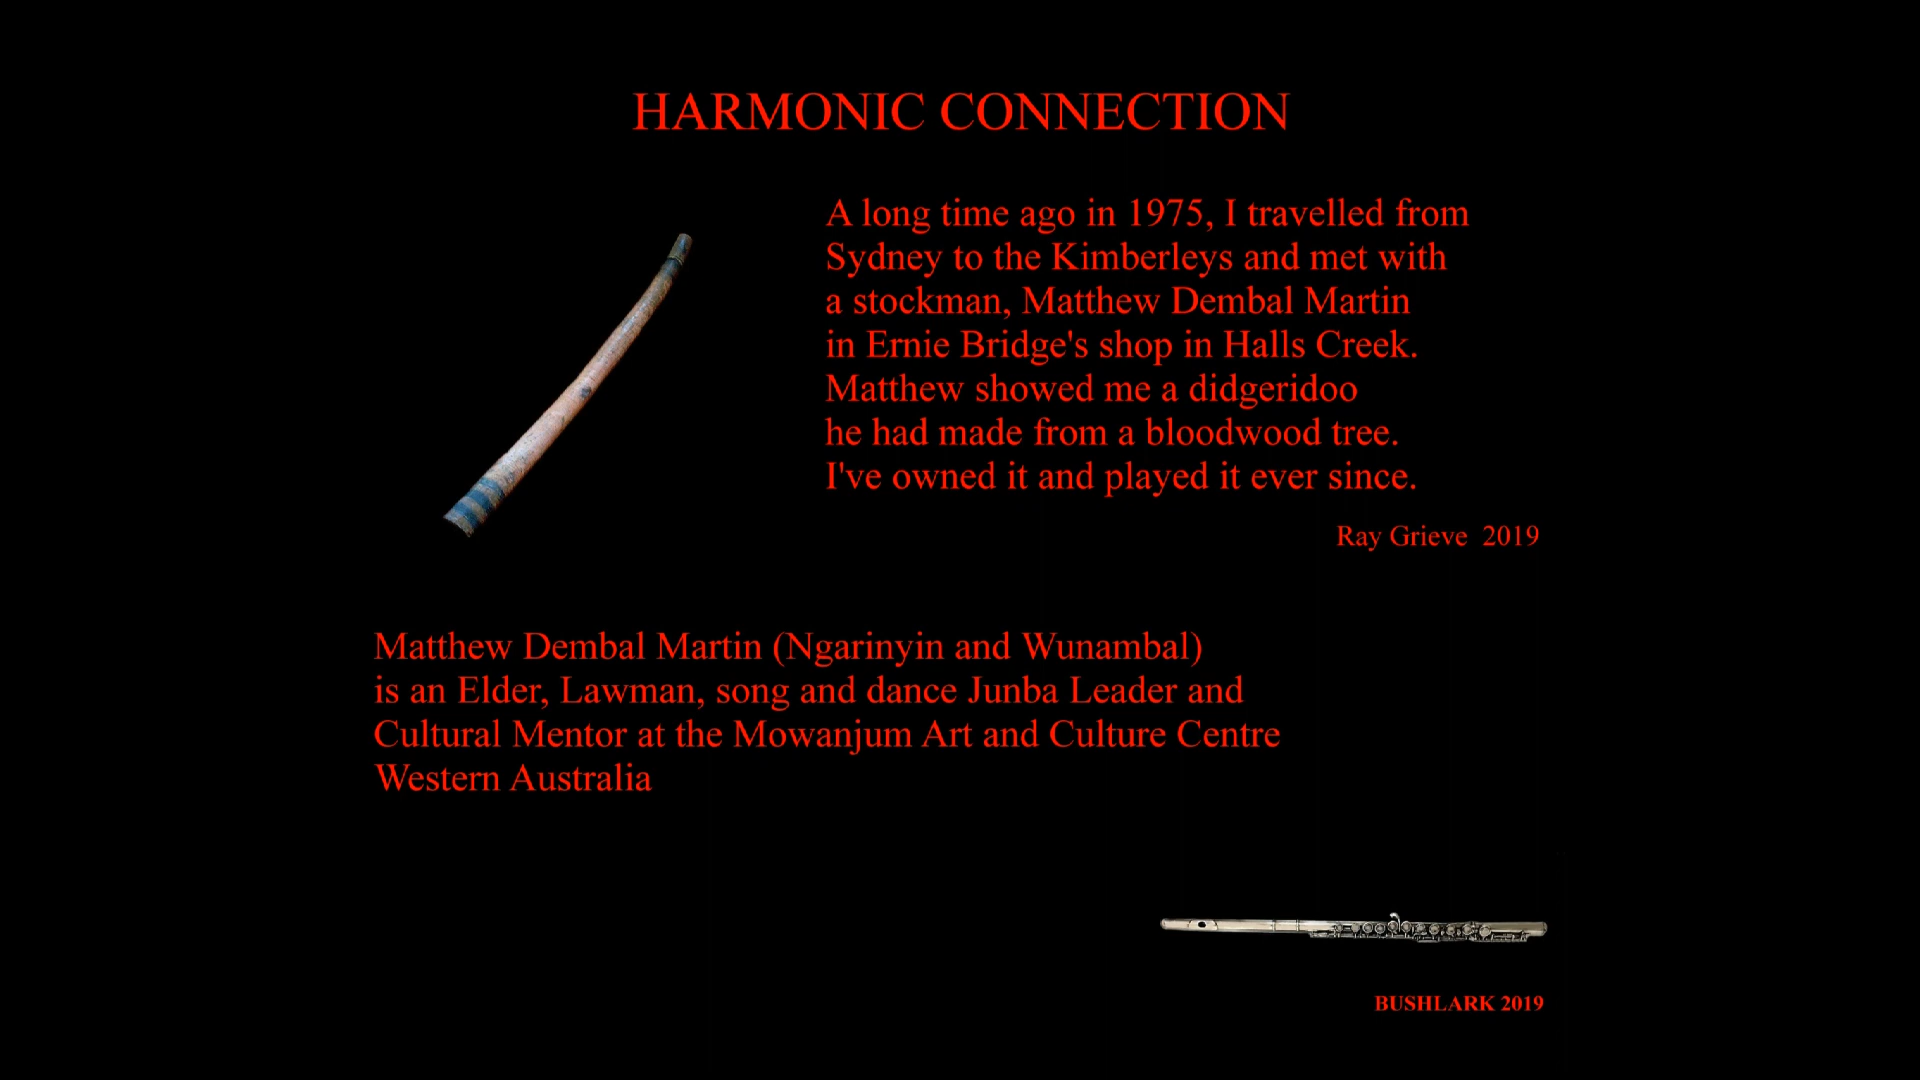 HARMONIC CONNECTION
A long time ago in 1975, I travelled from
Sydney to the Kimberleys and met with
a stockman, Matthew Dembal Martin
in Ernie Bridge's shop in Halls Creek.
Matthew showed me a didgeridoo
he had made from a bloodwood tree.
I've owned it and played it ever since.
Ray Grieve  2019
Matthew Dembal Martin (Ngarinyin and Wunambal)
is an Elder, Lawman, song and dance Junba Leader and
Cultural Mentor at the Mowanjum Art and Culture Centre
Western Australia
BUSHLARK 2019